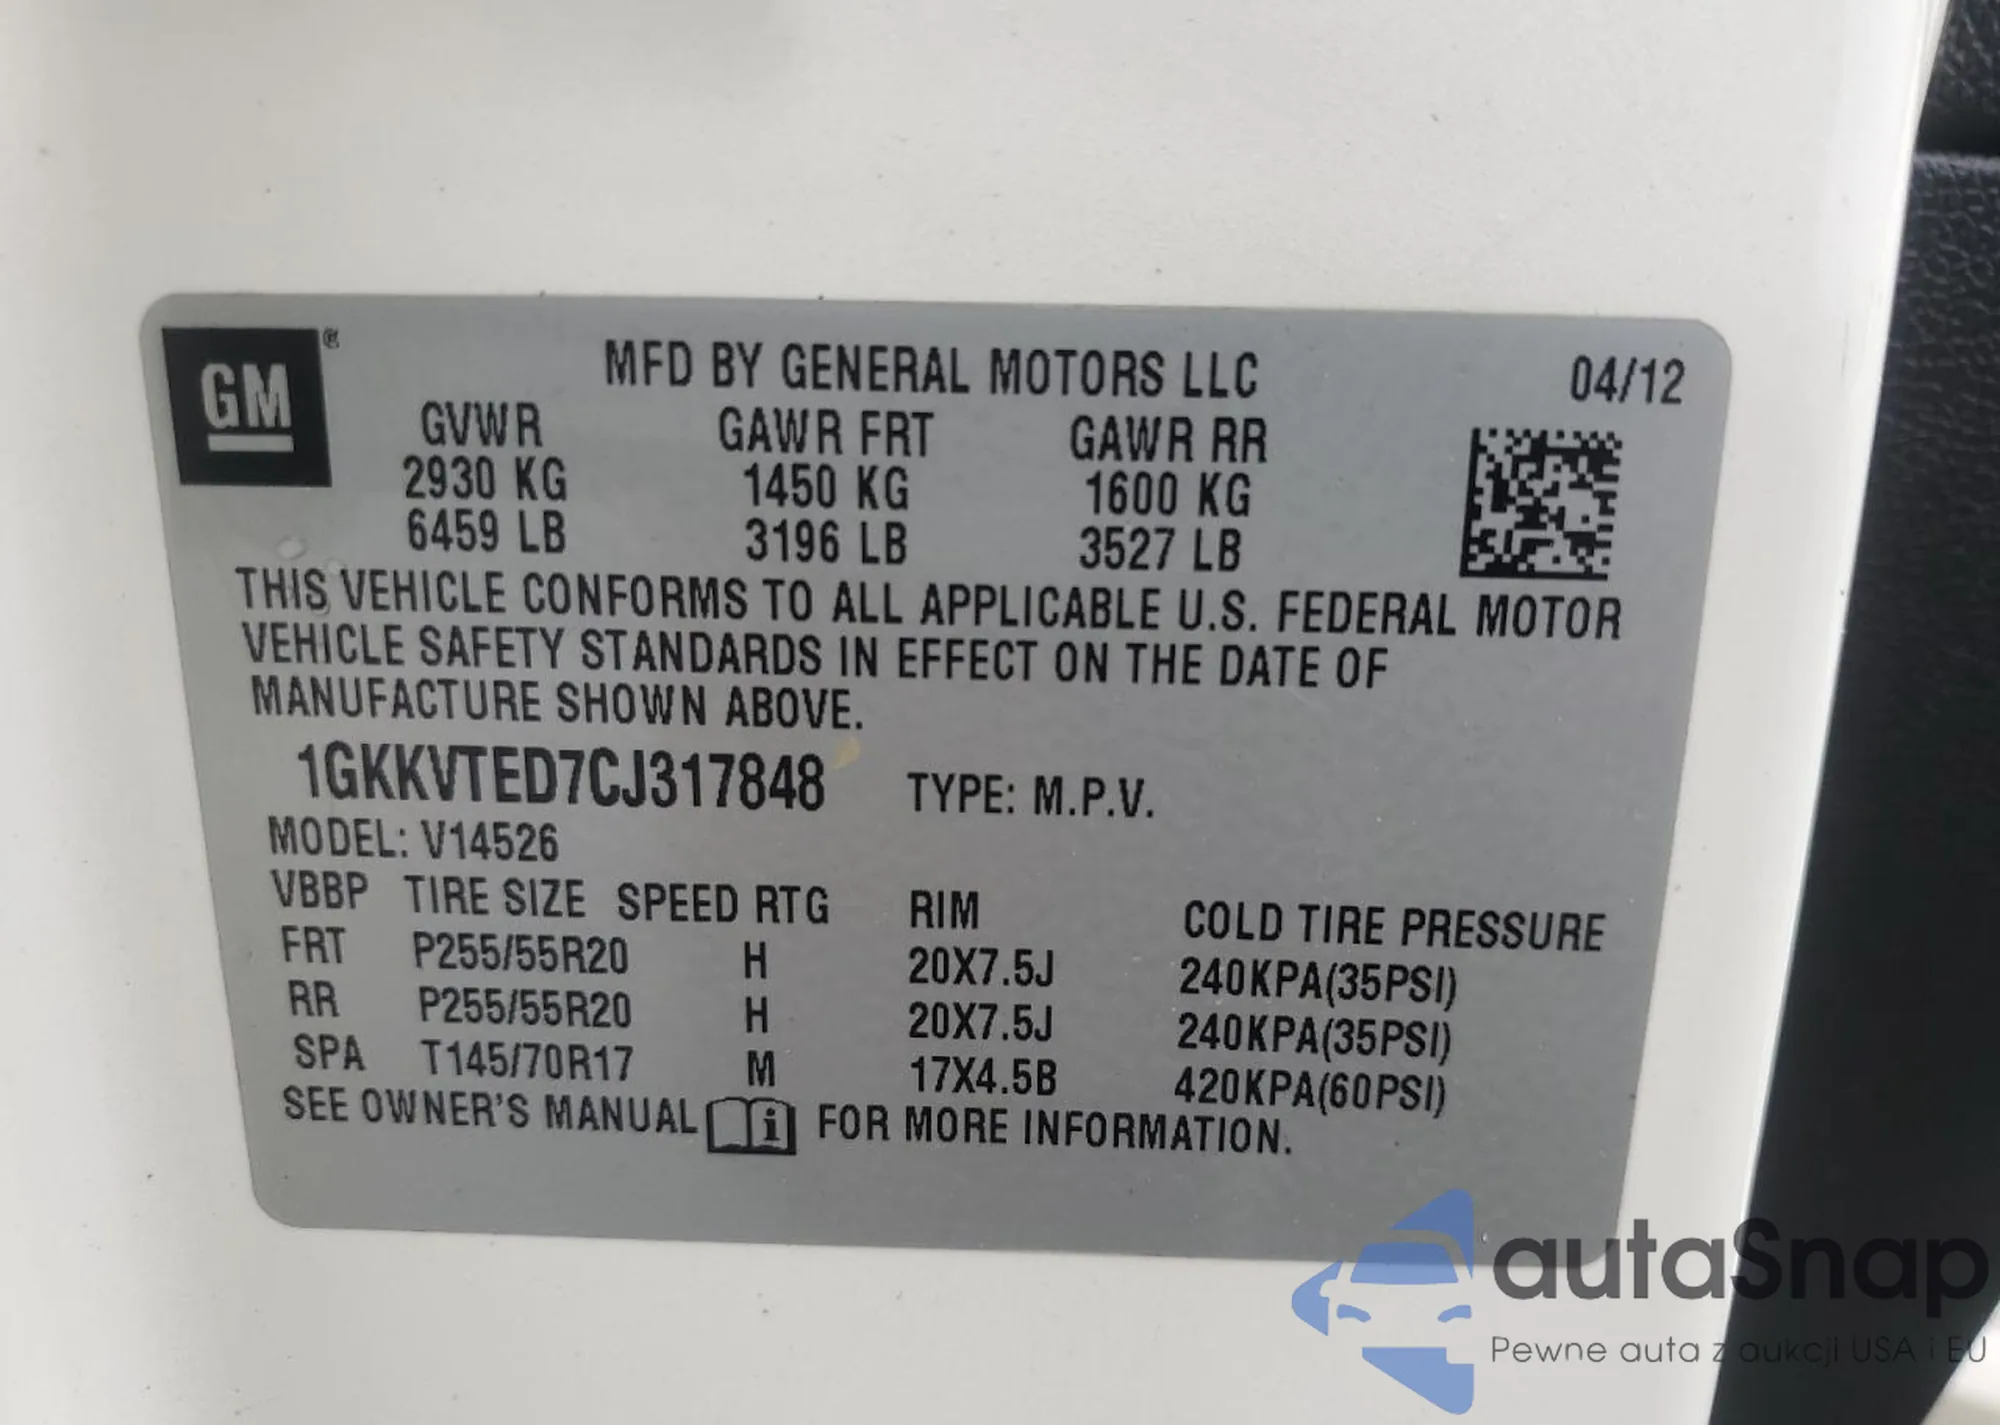 GM
MFD BY GENERAL MOTORS LLC 04/12
GVWR GAWR FRT GAWR RR
2930 KG 1450 KG 1600 KG
6459 LB 3196 LB 3527 LB
THIS VEHICLE CONFORMS TO ALL APPLICABLE U.S. FEDERAL MOTOR
VEHICLE SAFETY STANDARDS IN EFFECT ON THE DATE OF
MANUFACTURE SHOWN ABOVE.
1GKKVTED7CJ317848 TYPE: M.P.V.
MODEL: V14526
VBBP TIRE SIZE SPEED RTG RIM COLD TIRE PRESSURE
FRT P255/55R20 H 20X7.5J 240KPA(35PSI)
RR P255/55R20 H 20X7.5J 240KPA(35PSI)
SPA T145/70R17 M 17X4.5B 420KPA(60PSI)
SEE OWNER'S MANUAL i FOR MORE INFORMATION.
autaSnap
Pewne auta z aukcji USA i EU